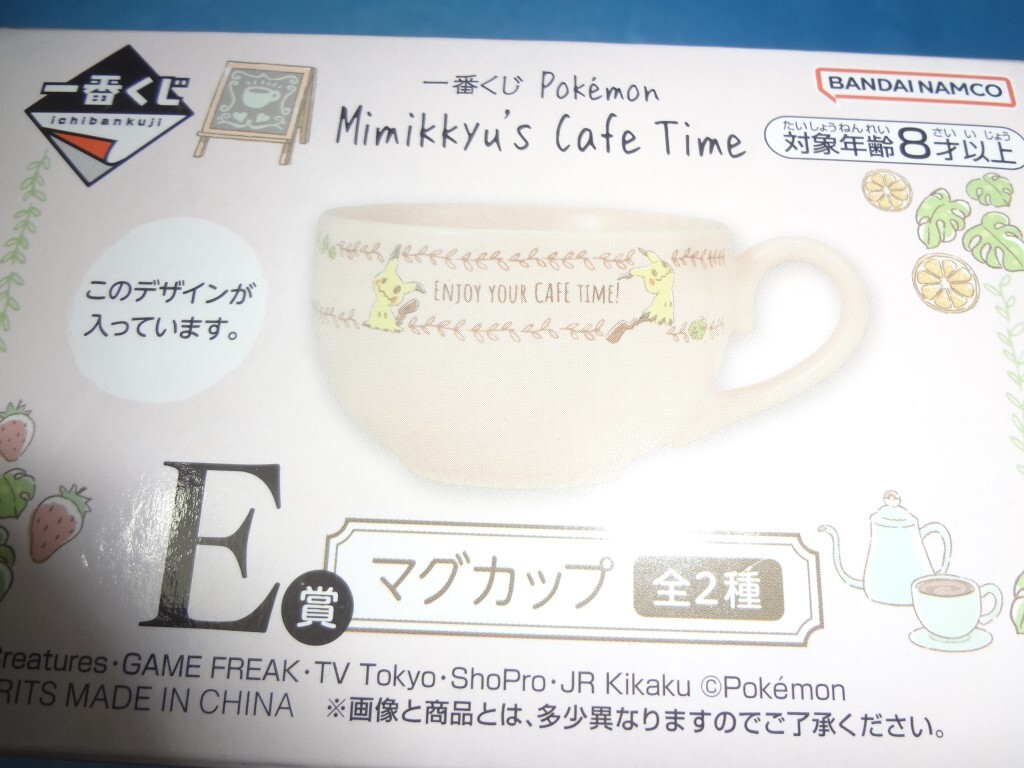 一番くじ
ichibankuji
一番くじ Pokémon
Mimikkyu's Cafe Time
BANDAI NAMCO
たいしょうねんれい さいいじょう
対象年齢8才以上
このデザインが
入っています。
ENJOY YOUR CAFE TIME!
E賞
マグカップ 全2種
Creatures・GAME FREAK・TV Tokyo・ShoPro・JR Kikaku ©Pokémon
MADE IN CHINA
※画像と商品とは、多少異なりますのでご了承ください。